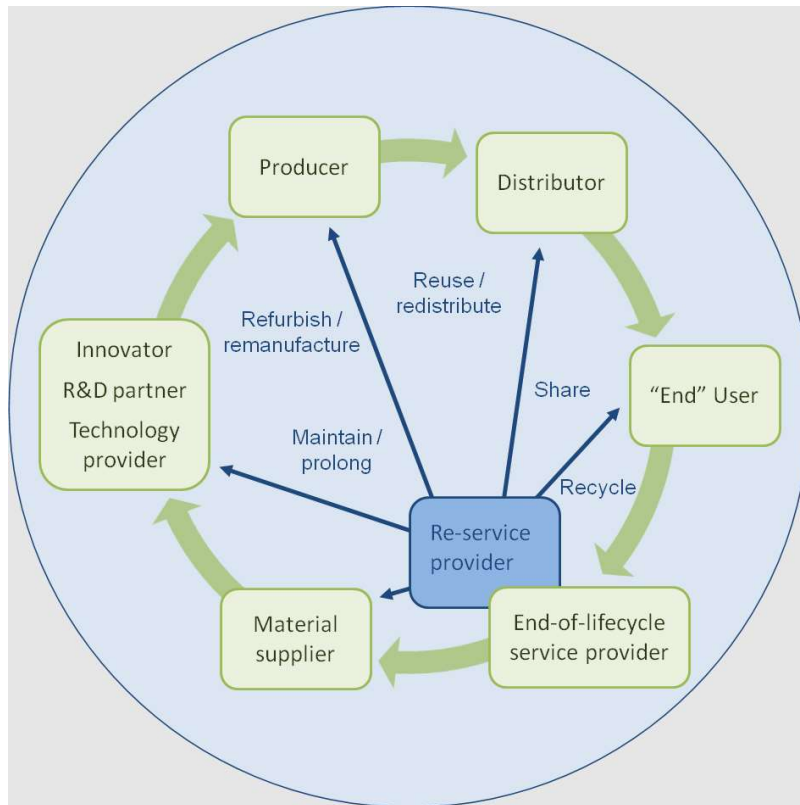 Producer
Distributor
Reuse /
redistribute
Refurbish /
remanufacture
Innovator
R&D partner
Technology
provider
Share
“End” User
Maintain /
prolong
Recycle
Re-service
provider
Material
supplier
End-of-lifecycle
service provider